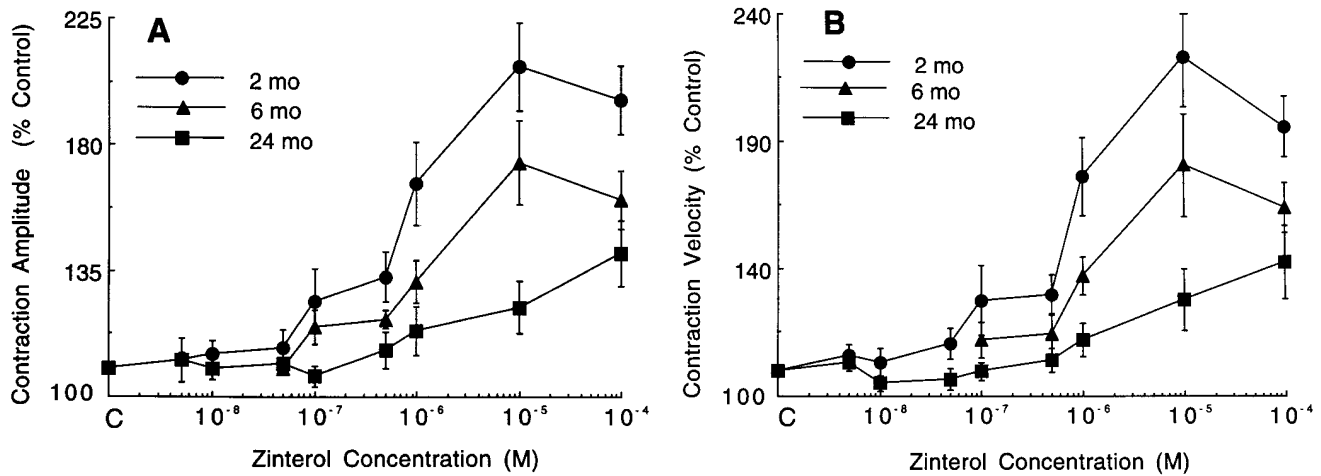 A
225
180
135
100
Contraction Amplitude (% Control)
2 mo
6 mo
24 mo
C 10-8 10-7 10-6 10-5 10-4
Zinterol Concentration (M)
B
240
190
140
100
Contraction Velocity (% Control)
2 mo
6 mo
24 mo
C 10-8 10-7 10-6 10-5 10-4
Zinterol Concentration (M)